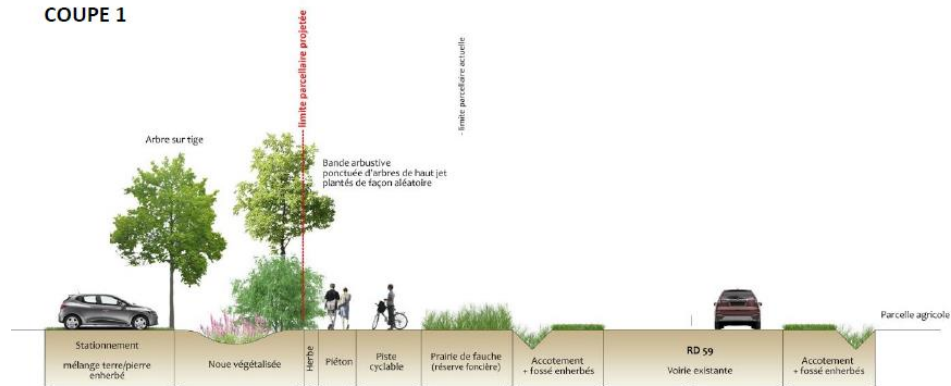 COUPE 1
limite parcellaire projetée
- limite parcellaire actuelle
Arbre sur tige
Bande arbustive
ponctuée d'arbres de haut jet
plantés de façon aléatoire
Parcelle agricole
Stationnement
mélange terre/pierre
enherbé
Noue végétalisée
Herbe
Piéton
Piste
cyclable
Prairie de fauche
(réserve foncière)
Accotement
+ fossé enherbés
RD 59
Voirie existante
Accotement
+ fossé enherbés